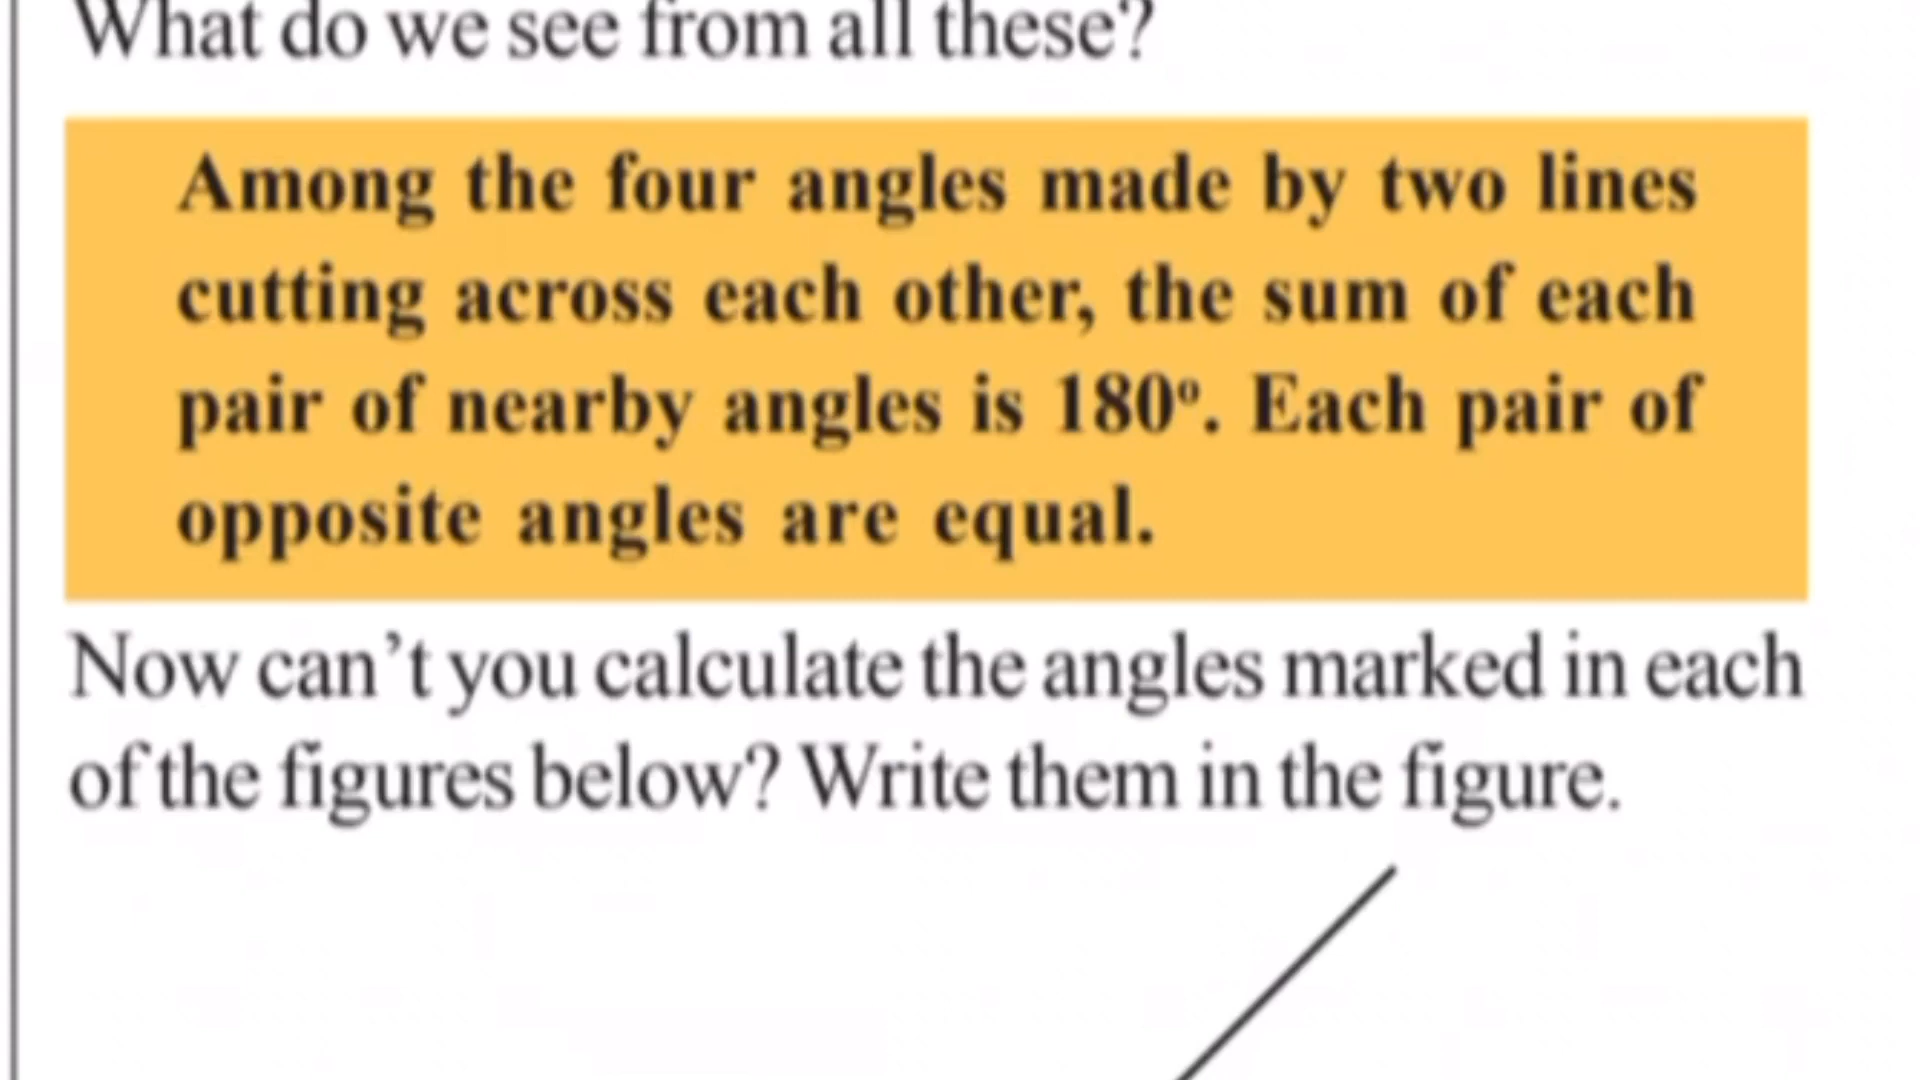 What do we see from all these?
Among the four angles made by two lines
cutting across each other, the sum of each
pair of nearby angles is 180º. Each pair of
opposite angles are equal.
Now can’t you calculate the angles marked in each
of the figures below? Write them in the figure.